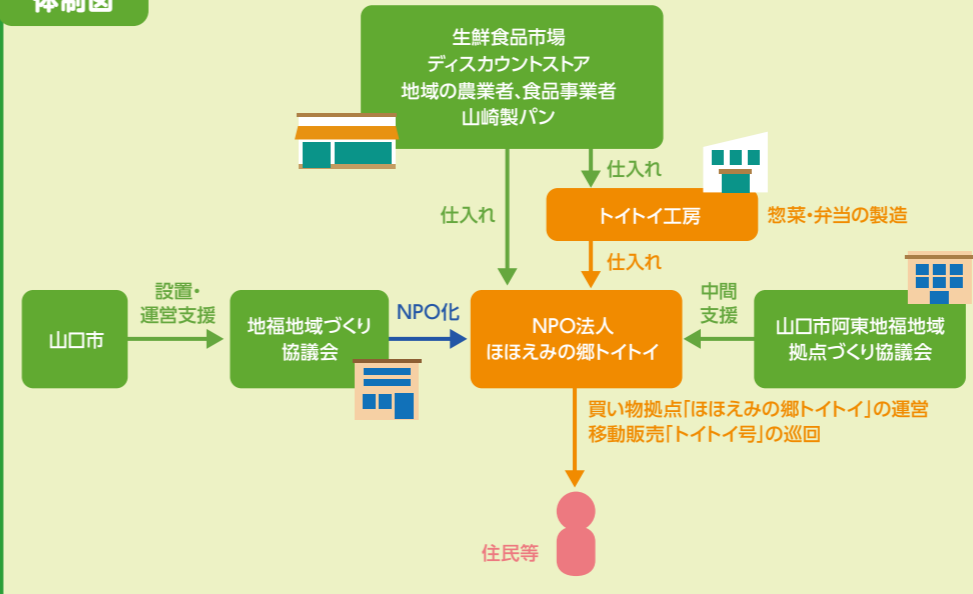 体制図
生鮮食品市場
ディスカウントストア
地域の農業者、食品事業者
山崎製パン
仕入れ
仕入れ
トイトイ工房
惣菜・弁当の製造
仕入れ
山口市
設置・
運営支援
地福地域づくり
協議会
NPO化
NPO法人
ほほえみの郷トイトイ
中間
支援
山口市阿東地福地域
拠点づくり協議会
買い物拠点「ほほえみの郷トイトイ」の運営
移動販売「トイトイ号」の巡回
住民等